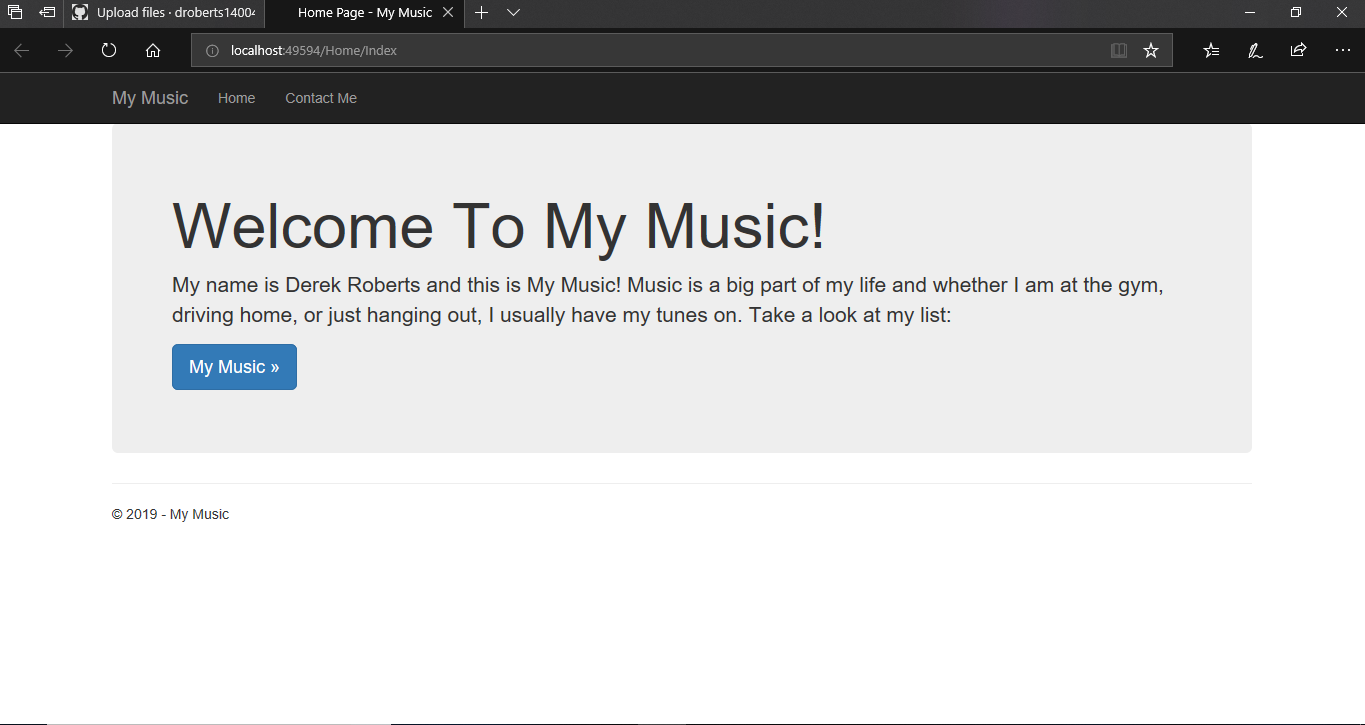 Upload files · droberts14004
Home Page - My Music
localhost:49594/Home/Index
My Music Home Contact Me
Welcome To My Music!
My name is Derek Roberts and this is My Music! Music is a big part of my life and whether I am at the gym,
driving home, or just hanging out, I usually have my tunes on. Take a look at my list:
My Music »
© 2019 - My Music